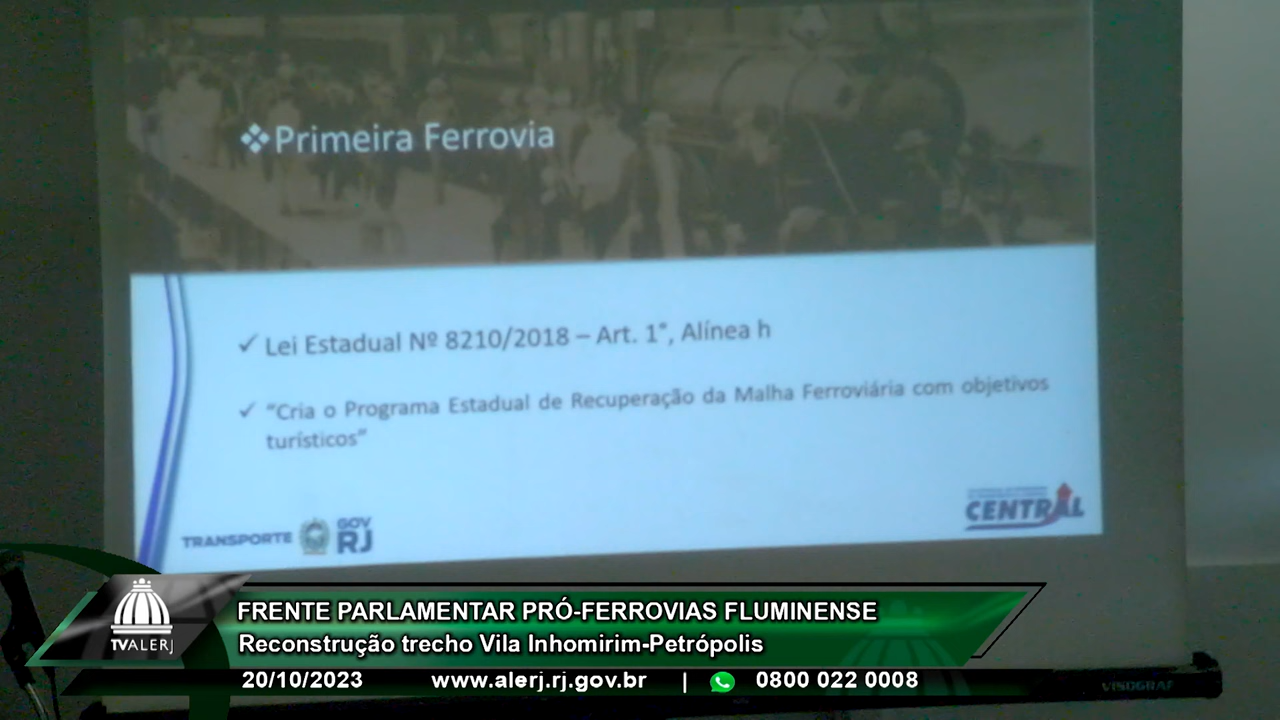 ❖Primeira Ferrovia
✓ Lei Estadual Nº 8210/2018 – Art. 1°, Alínea h
✓ "Cria o Programa Estadual de Recuperação da Malha Ferroviária com objetivos
turísticos"
TRANSPORTE
GOV
RJ
CENTRAL
FRENTE PARLAMENTAR PRÓ-FERROVIAS FLUMINENSE
Reconstrução trecho Vila Inhomirim-Petrópolis
TVALERJ
20/10/2023 www.alerj.rj.gov.br | 0800 022 0008
VISOGRAF